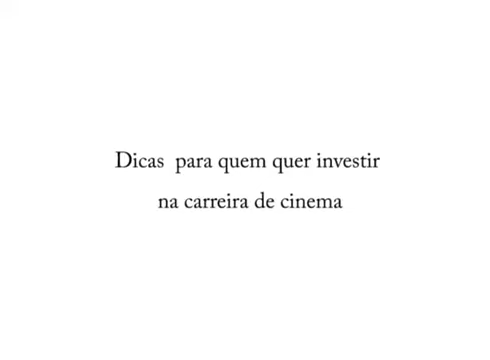 Dicas para quem quer investir
na carreira de cinema